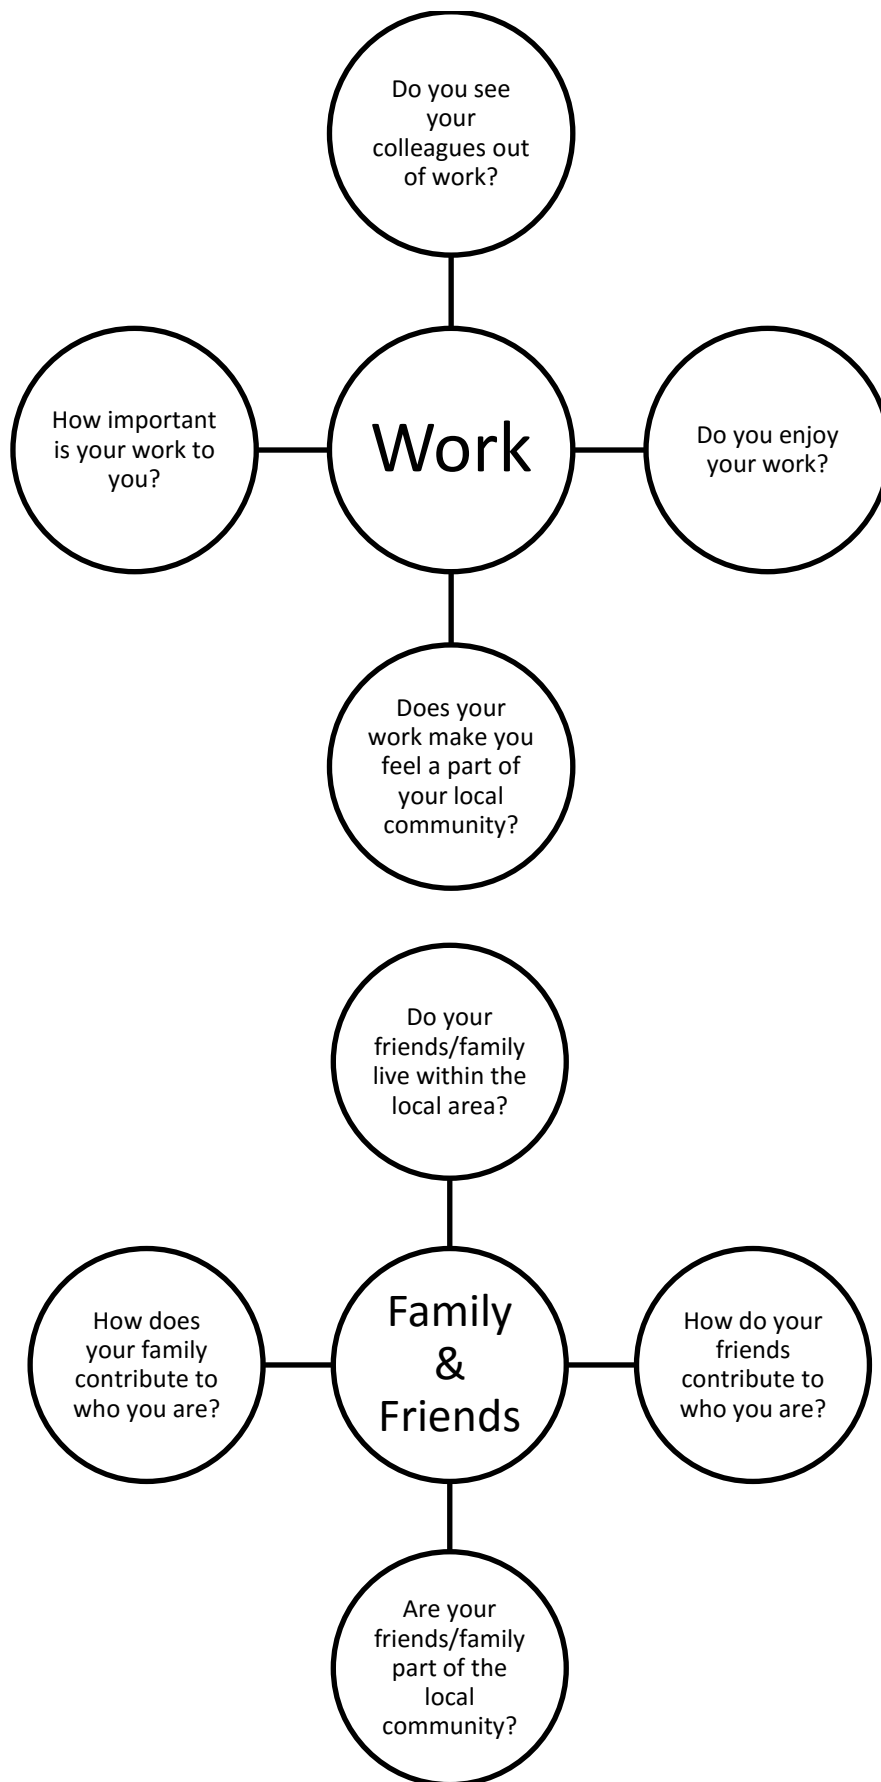 Do you see
your
colleagues out
of work?
How important
is your work to
you?
Work
Do you enjoy
your work?
Does your
work make you
feel a part of
your local
community?
Do your
friends/family
live within the
local area?
How does
your family
contribute to
who you are?
Family
&
Friends
How do your
friends
contribute to
who you are?
Are your
friends/family
part of the
local
community?